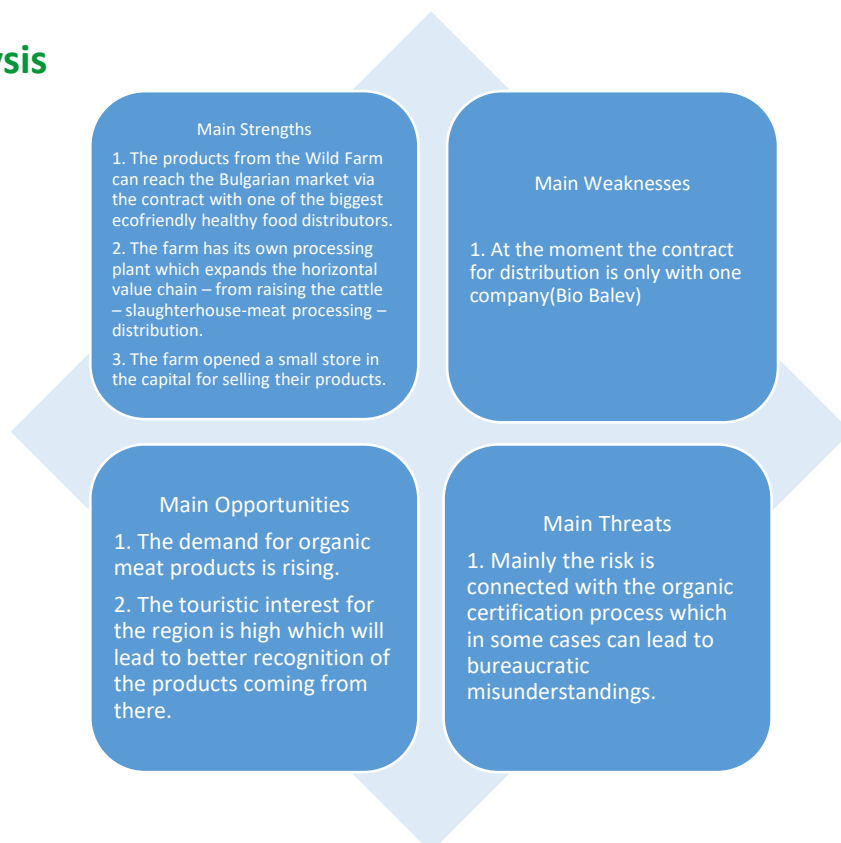 ysis
Main Strengths
1. The products from the Wild Farm
can reach the Bulgarian market via
the contract with one of the biggest
ecofriendly healthy food distributors.
2. The farm has its own processing
plant which expands the horizontal
value chain – from raising the cattle
– slaughterhouse-meat processing –
distribution.
3. The farm opened a small store in
the capital for selling their products.
Main Weaknesses
1. At the moment the contract
for distribution is only with one
company(Bio Balev)
Main Opportunities
1. The demand for organic
meat products is rising.
2. The touristic interest for
the region is high which will
lead to better recognition of
the products coming from
there.
Main Threats
1. Mainly the risk is
connected with the organic
certification process which
in some cases can lead to
bureaucratic
misunderstandings.